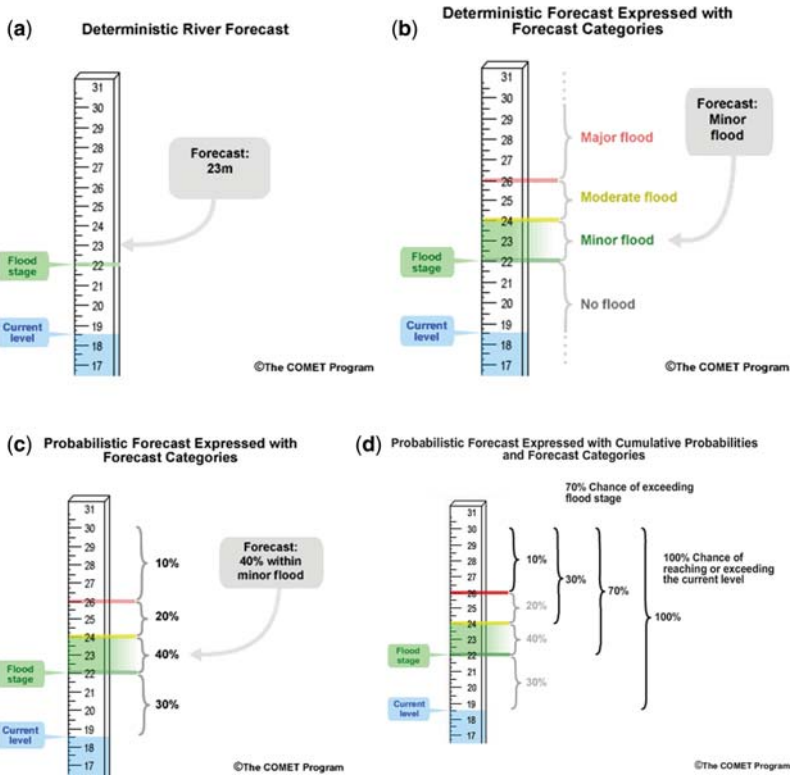 (a)
Deterministic River Forecast
31
30
29
28
27
26
25
24
23
22
21
20
19
18
17
Forecast:
23m
Flood
stage
Current
level
©The COMET Program
(b)
Deterministic Forecast Expressed with
Forecast Categories
31
30
29
28
27
26
25
24
23
22
21
20
19
18
17
Forecast:
Minor
flood
Major flood
Moderate flood
Minor flood
No flood
Flood
stage
Current
level
©The COMET Program
(c)
Probabilistic Forecast Expressed with
Forecast Categories
31
30
29
28
27
26
25
24
23
22
22
20
19
18
17
10%
20%
40%
30%
Forecast:
40% within
minor flood
Flood
stage
Current
level
©The COMET Program
(d)
Probabilistic Forecast Expressed with Cumulative Probabilities
and Forecast Categories
70% Chance of exceeding
flood stage
31
30
29
28
27
26
25
24
23
22
21
20
19
18
17
10%
20%
40%
30%
30%
70%
100%
100% Chance of
reaching or exceeding
the current level
Flood
stage
Current
level
©The COMET Program